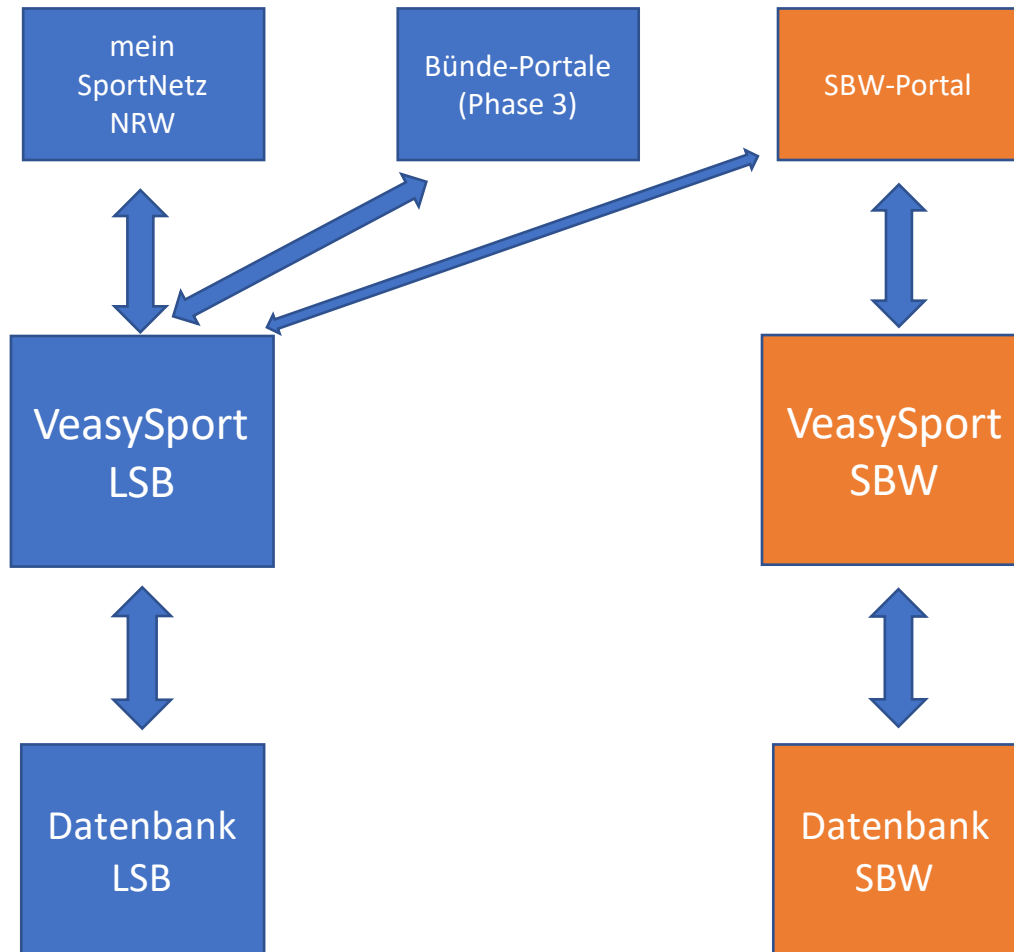 mein
SportNetz
NRW
Bünde-Portale
(Phase 3)
SBW-Portal
VeasySport
LSB
VeasySport
SBW
Datenbank
LSB
Datenbank
SBW